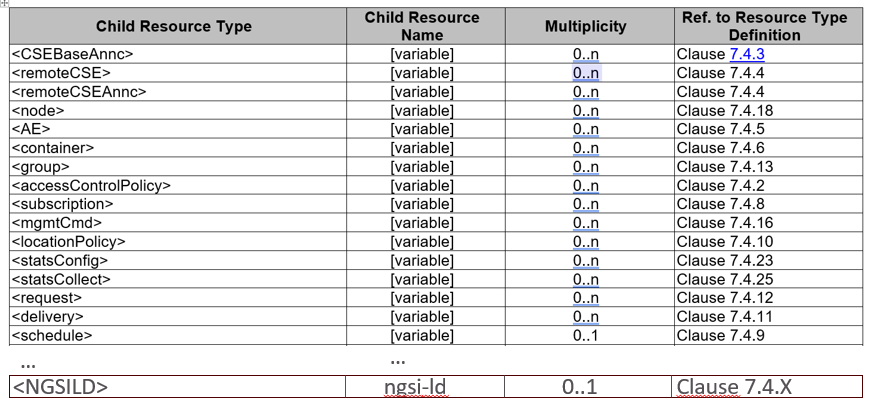 Child Resource Type Child Resource Name Multiplicity Ref. to Resource Type Definition
<CSEBaseAnnc> [variable] 0..n Clause 7.4.3
<remoteCSE> [variable] 0..n Clause 7.4.4
<remoteCSEAnnc> [variable] 0..n Clause 7.4.4
<node> [variable] 0..n Clause 7.4.18
<AE> [variable] 0..n Clause 7.4.5
<container> [variable] 0..n Clause 7.4.6
<group> [variable] 0..n Clause 7.4.13
<accessControlPolicy> [variable] 0..n Clause 7.4.2
<subscription> [variable] 0..n Clause 7.4.8
<mgmtCmd> [variable] 0..n Clause 7.4.16
<locationPolicy> [variable] 0..n Clause 7.4.10
<statsConfig> [variable] 0..n Clause 7.4.23
<statsCollect> [variable] 0..n Clause 7.4.25
<request> [variable] 0..n Clause 7.4.12
<delivery> [variable] 0..n Clause 7.4.11
<schedule> [variable] 0..1 Clause 7.4.9
... ...
<NGSILD> ngsi-ld 0..1 Clause 7.4.X